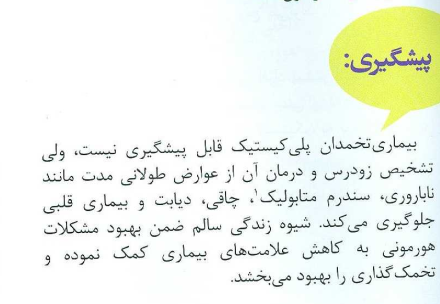 پیشگیری:
بیماری‌تخمدان پلی‌کیستیک قابل پیشگیری نیست، ولی
تشخیص زودرس و درمان آن از عوارض طولانی مدت مانند
ناباروری، سندرم متابولیک۱، چاقی، دیابت و بیماری قلبی
جلوگیری می‌کند. شیوه زندگی سالم ضمن بهبود مشکلات
هورمونی به کاهش علامت‌های بیماری کمک نموده و
تخمک‌گذاری را بهبود می‌بخشد.